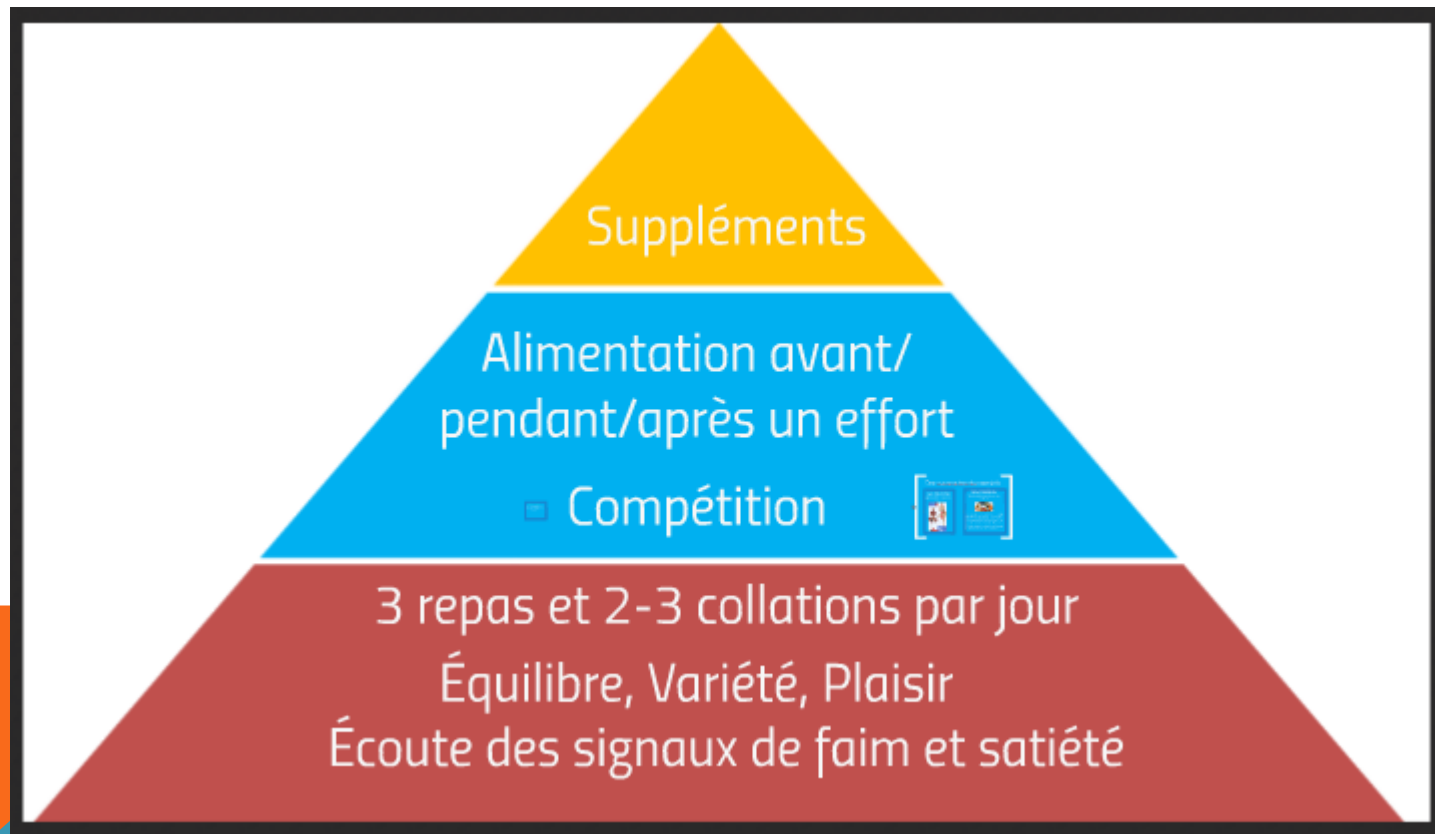 Suppléments
Alimentation avant/
pendant/après un effort
Compétition
3 repas et 2-3 collations par jour
Équilibre, Variété, Plaisir
Écoute des signaux de faim et satiété